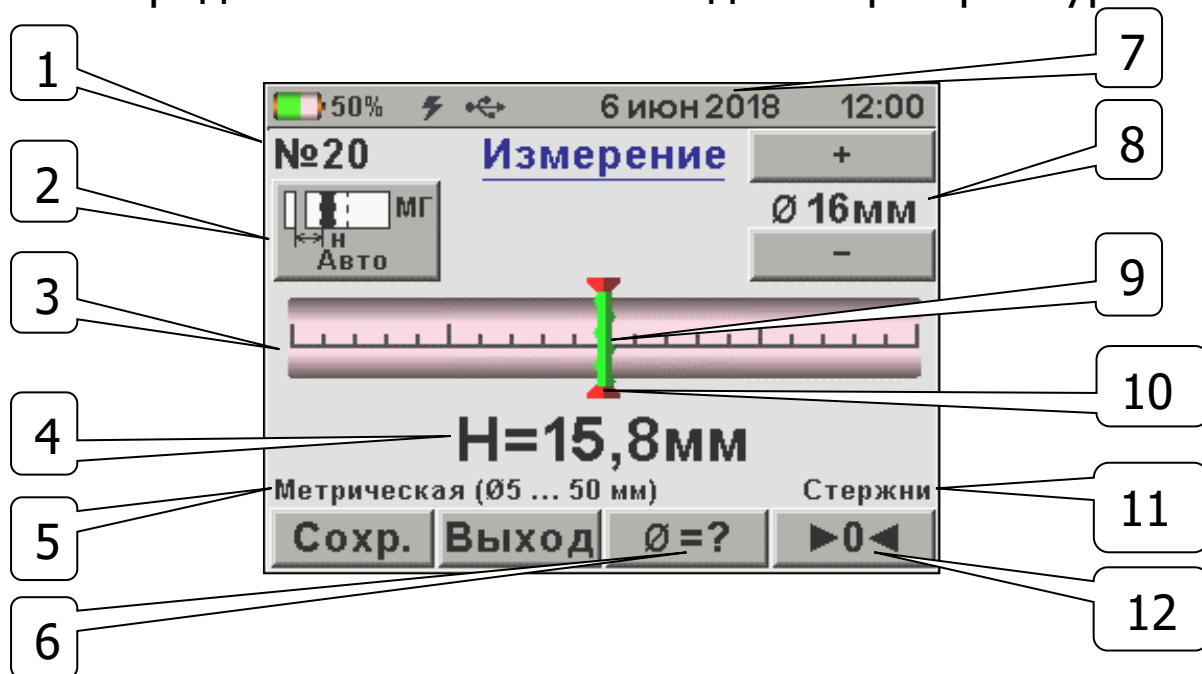 1
7
50% 6 июн 2018 12:00
№20 Измерение +
8
2
МГ
Ø 16мм
Н
Авто
−
3
9
10
4
Н=15,8мм
Метрическая (Ø5 ... 50 мм) Стержни
11
5
Сохр. Выход Ø =? ►0◄
6
12